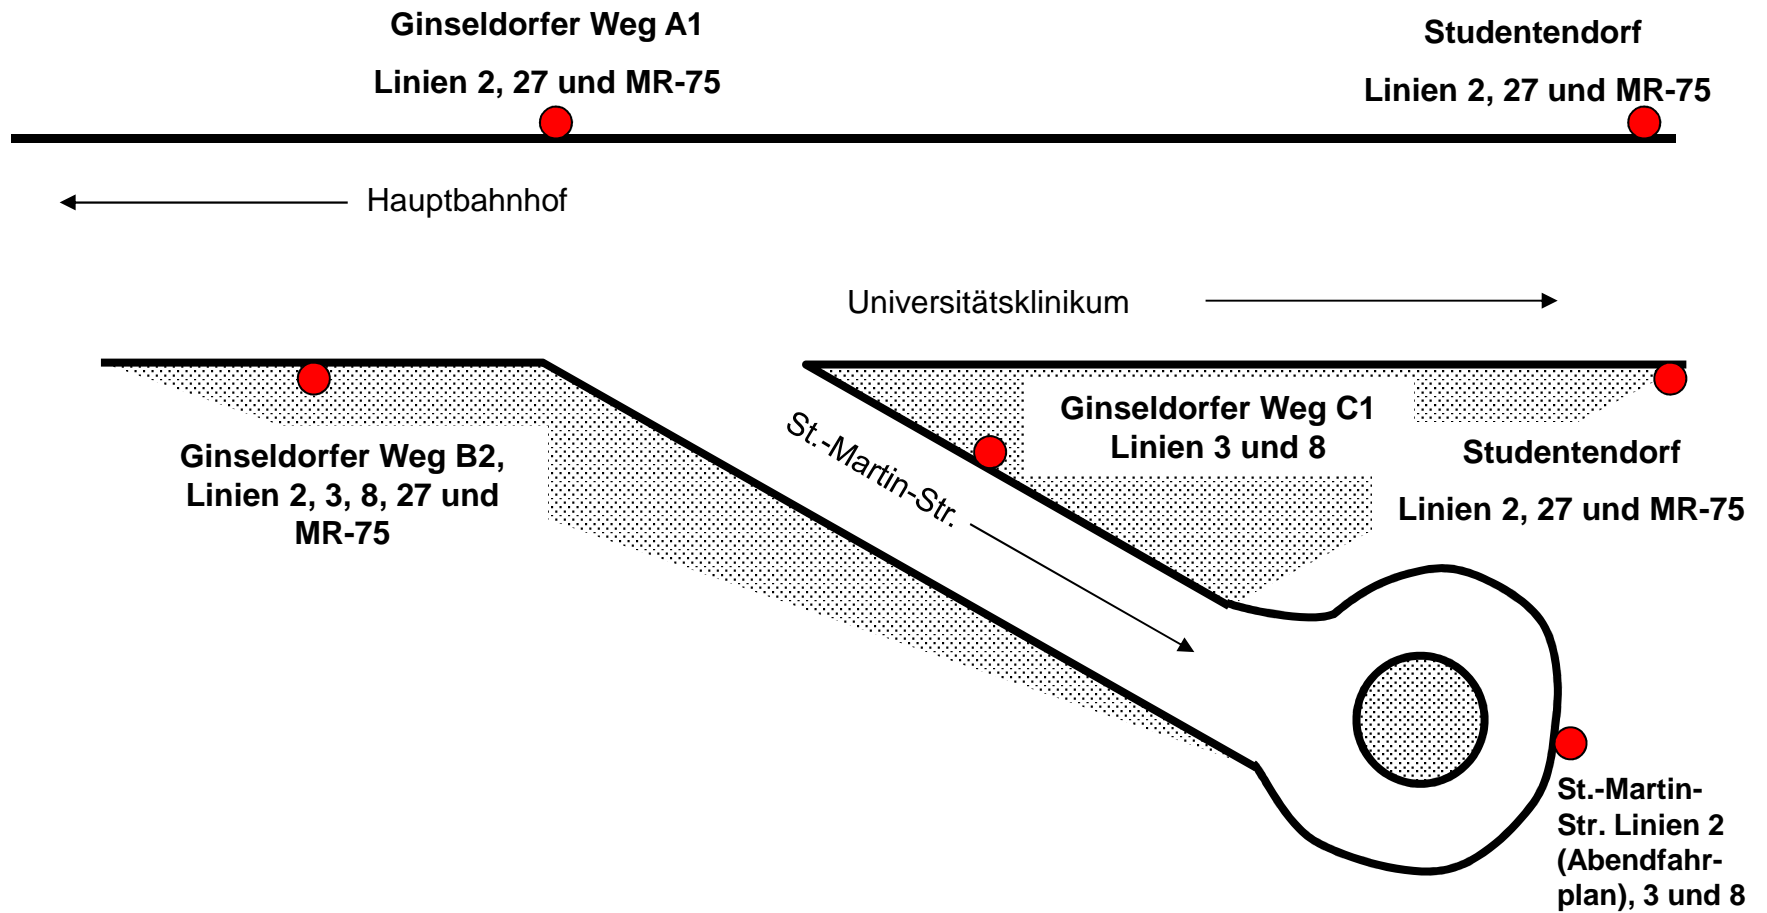 Ginseldorfer Weg A1
Linien 2, 27 und MR-75
Studentendorf
Linien 2, 27 und MR-75
Hauptbahnhof
Universitätsklinikum
Ginseldorfer Weg B2,
Linien 2, 3, 8, 27 und
MR-75
St.-Martin-Str.
Ginseldorfer Weg C1
Linien 3 und 8
Studentendorf
Linien 2, 27 und MR-75
St.-Martin-
Str. Linien 2
(Abendfahr-
plan), 3 und 8